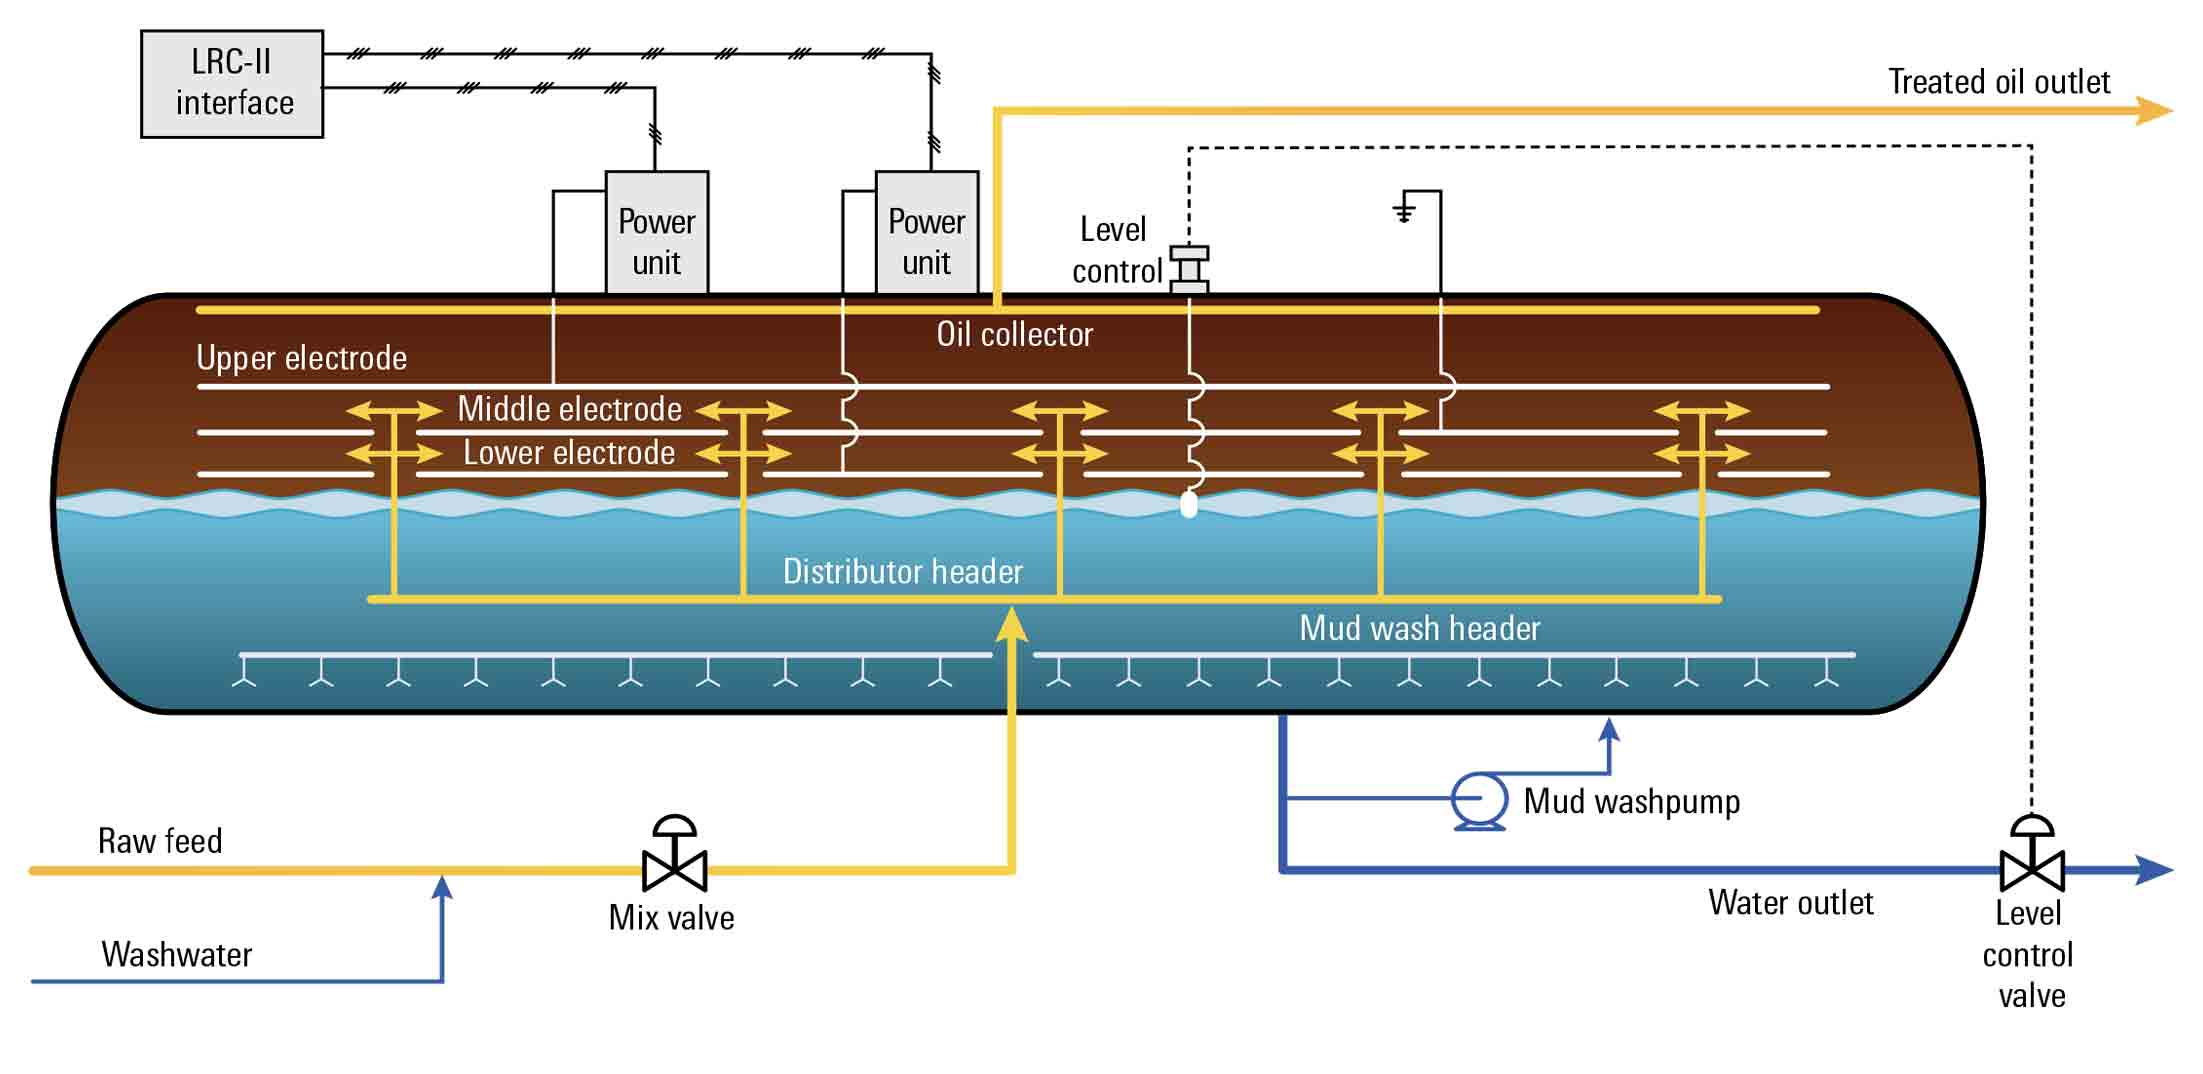 LRC-II
interface
Treated oil outlet
Power
unit
Power
unit
Level
control
Oil collector
Upper electrode
Middle electrode
Lower electrode
Distributor header
Mud wash header
Mud washpump
Raw feed
Mix valve
Washwater
Water outlet
Level
control
valve